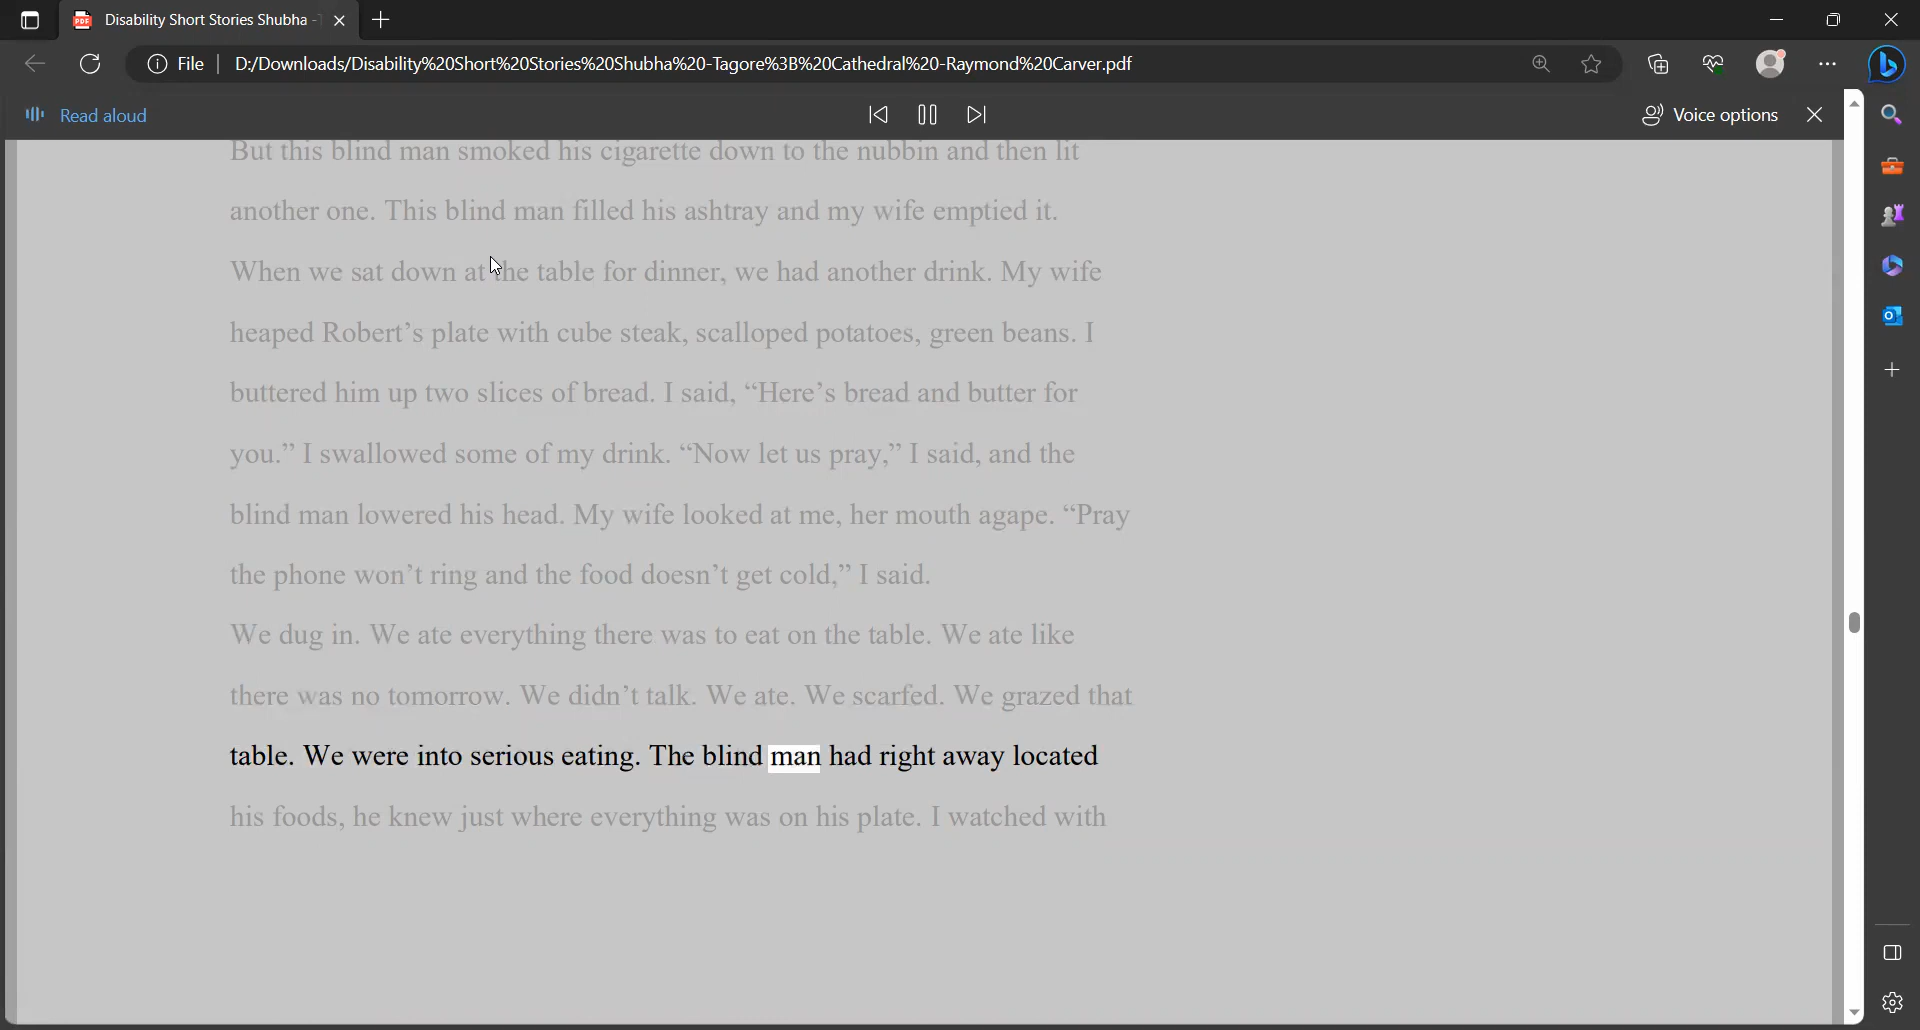 Disability Short Stories Shubha -
File
D:/Downloads/Disability%20Short%20Stories%20Shubha%20-Tagore%3B%20Cathedral%20-Raymond%20Carver.pdf
Read aloud
Voice options
But this blind man smoked his cigarette down to the nubbin and then lit
another one. This blind man filled his ashtray and my wife emptied it.
When we sat down at the table for dinner, we had another drink. My wife
heaped Robert’s plate with cube steak, scalloped potatoes, green beans. I
buttered him up two slices of bread. I said, “Here’s bread and butter for
you.” I swallowed some of my drink. “Now let us pray,” I said, and the
blind man lowered his head. My wife looked at me, her mouth agape. “Pray
the phone won’t ring and the food doesn’t get cold,” I said.
We dug in. We ate everything there was to eat on the table. We ate like
there was no tomorrow. We didn’t talk. We ate. We scarfed. We grazed that
table. We were into serious eating. The blind man had right away located
his foods, he knew just where everything was on his plate. I watched with